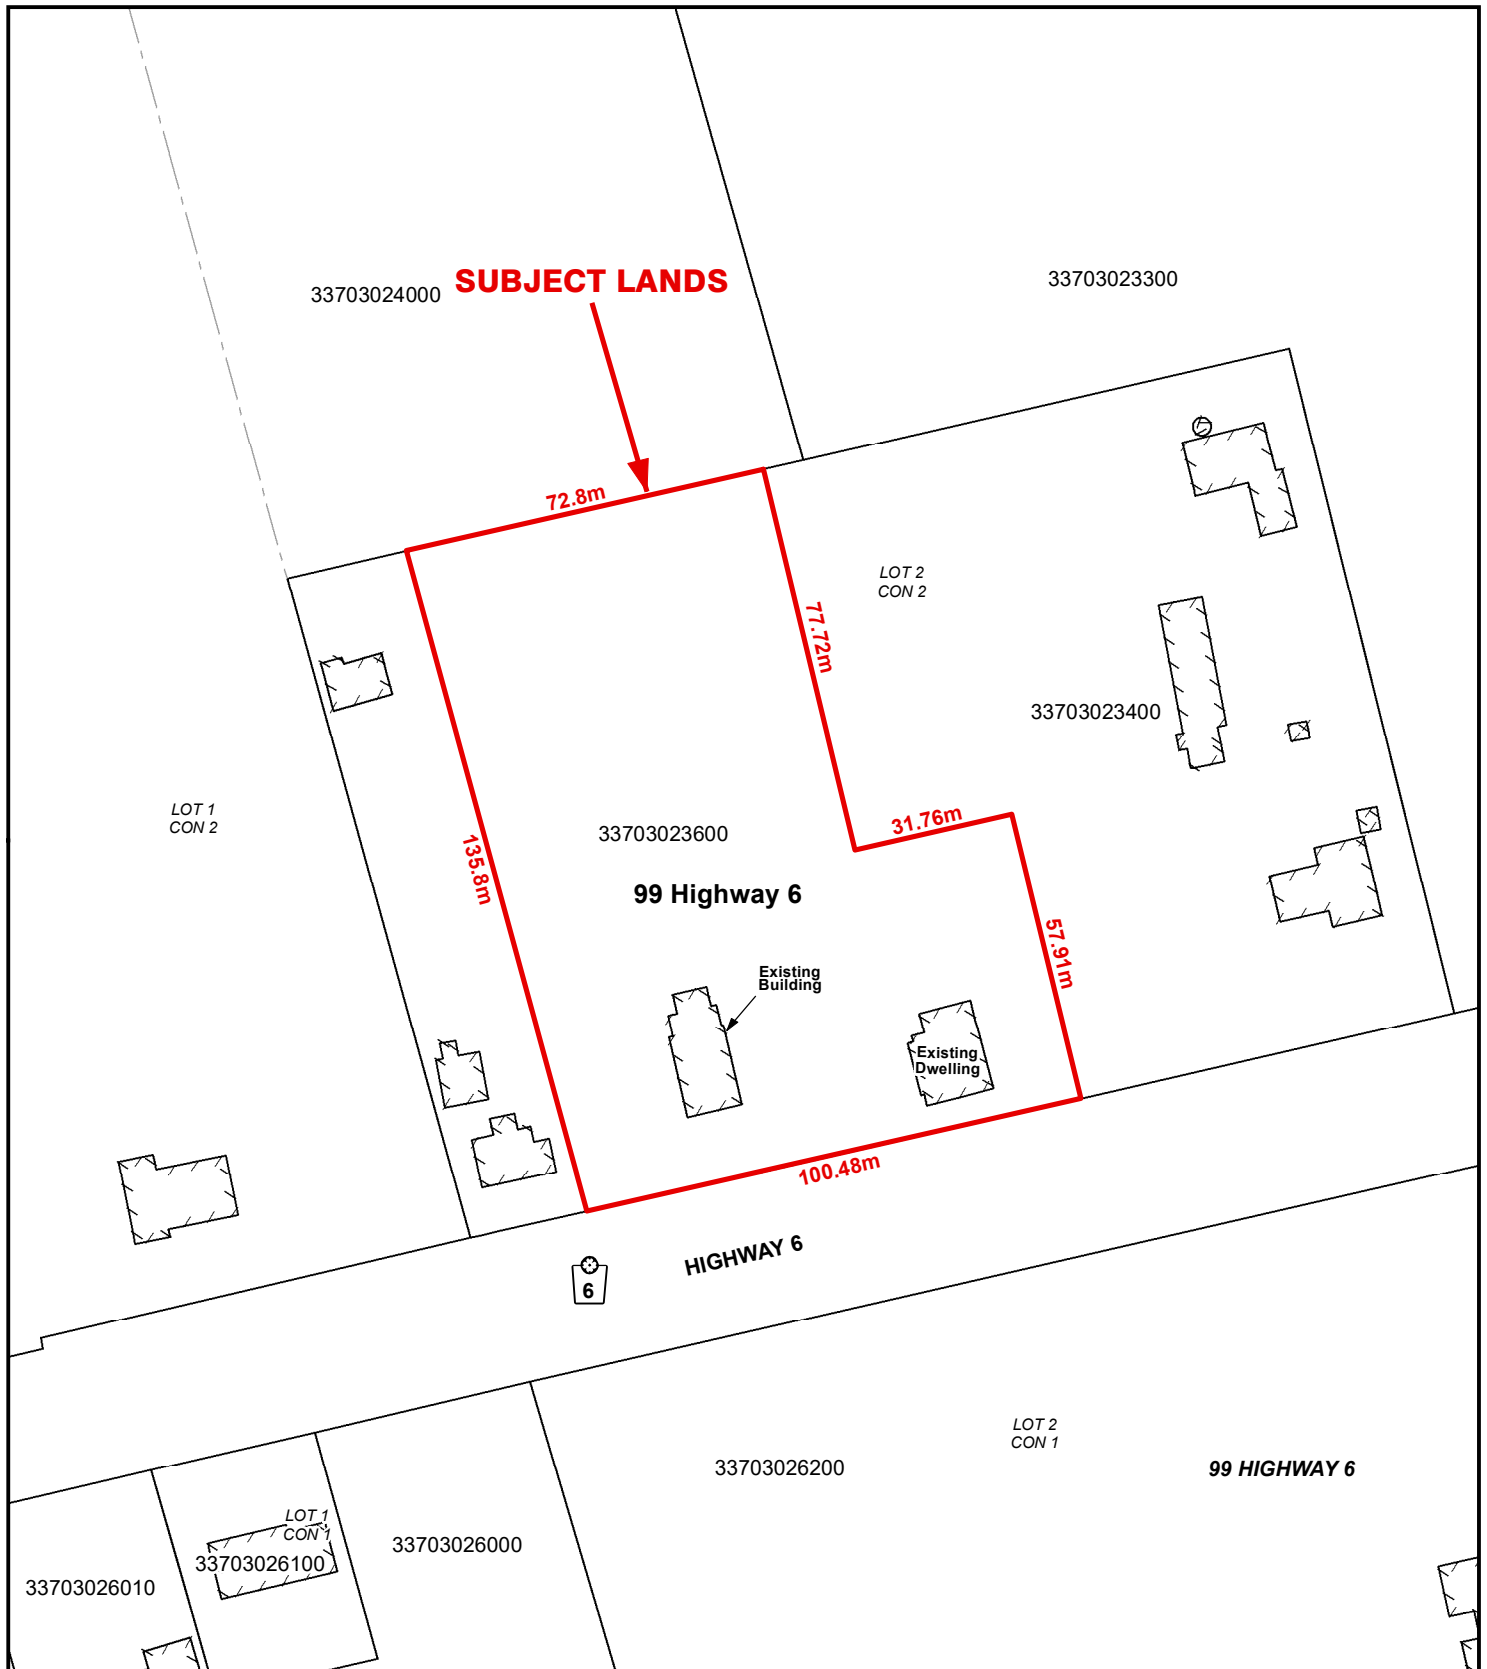 33703024000
SUBJECT LANDS
33703023300
72.8m
LOT 2
CON 2
77.72m
33703023400
LOT 1
CON 2
33703023600
31.76m
135.8m
99 Highway 6
57.91m
Existing
Building
Existing
Dwelling
100.48m
HIGHWAY 6
6
LOT 2
CON 1
33703026200
99 HIGHWAY 6
LOT 1
CON 1
33703026000
33703026100
33703026010